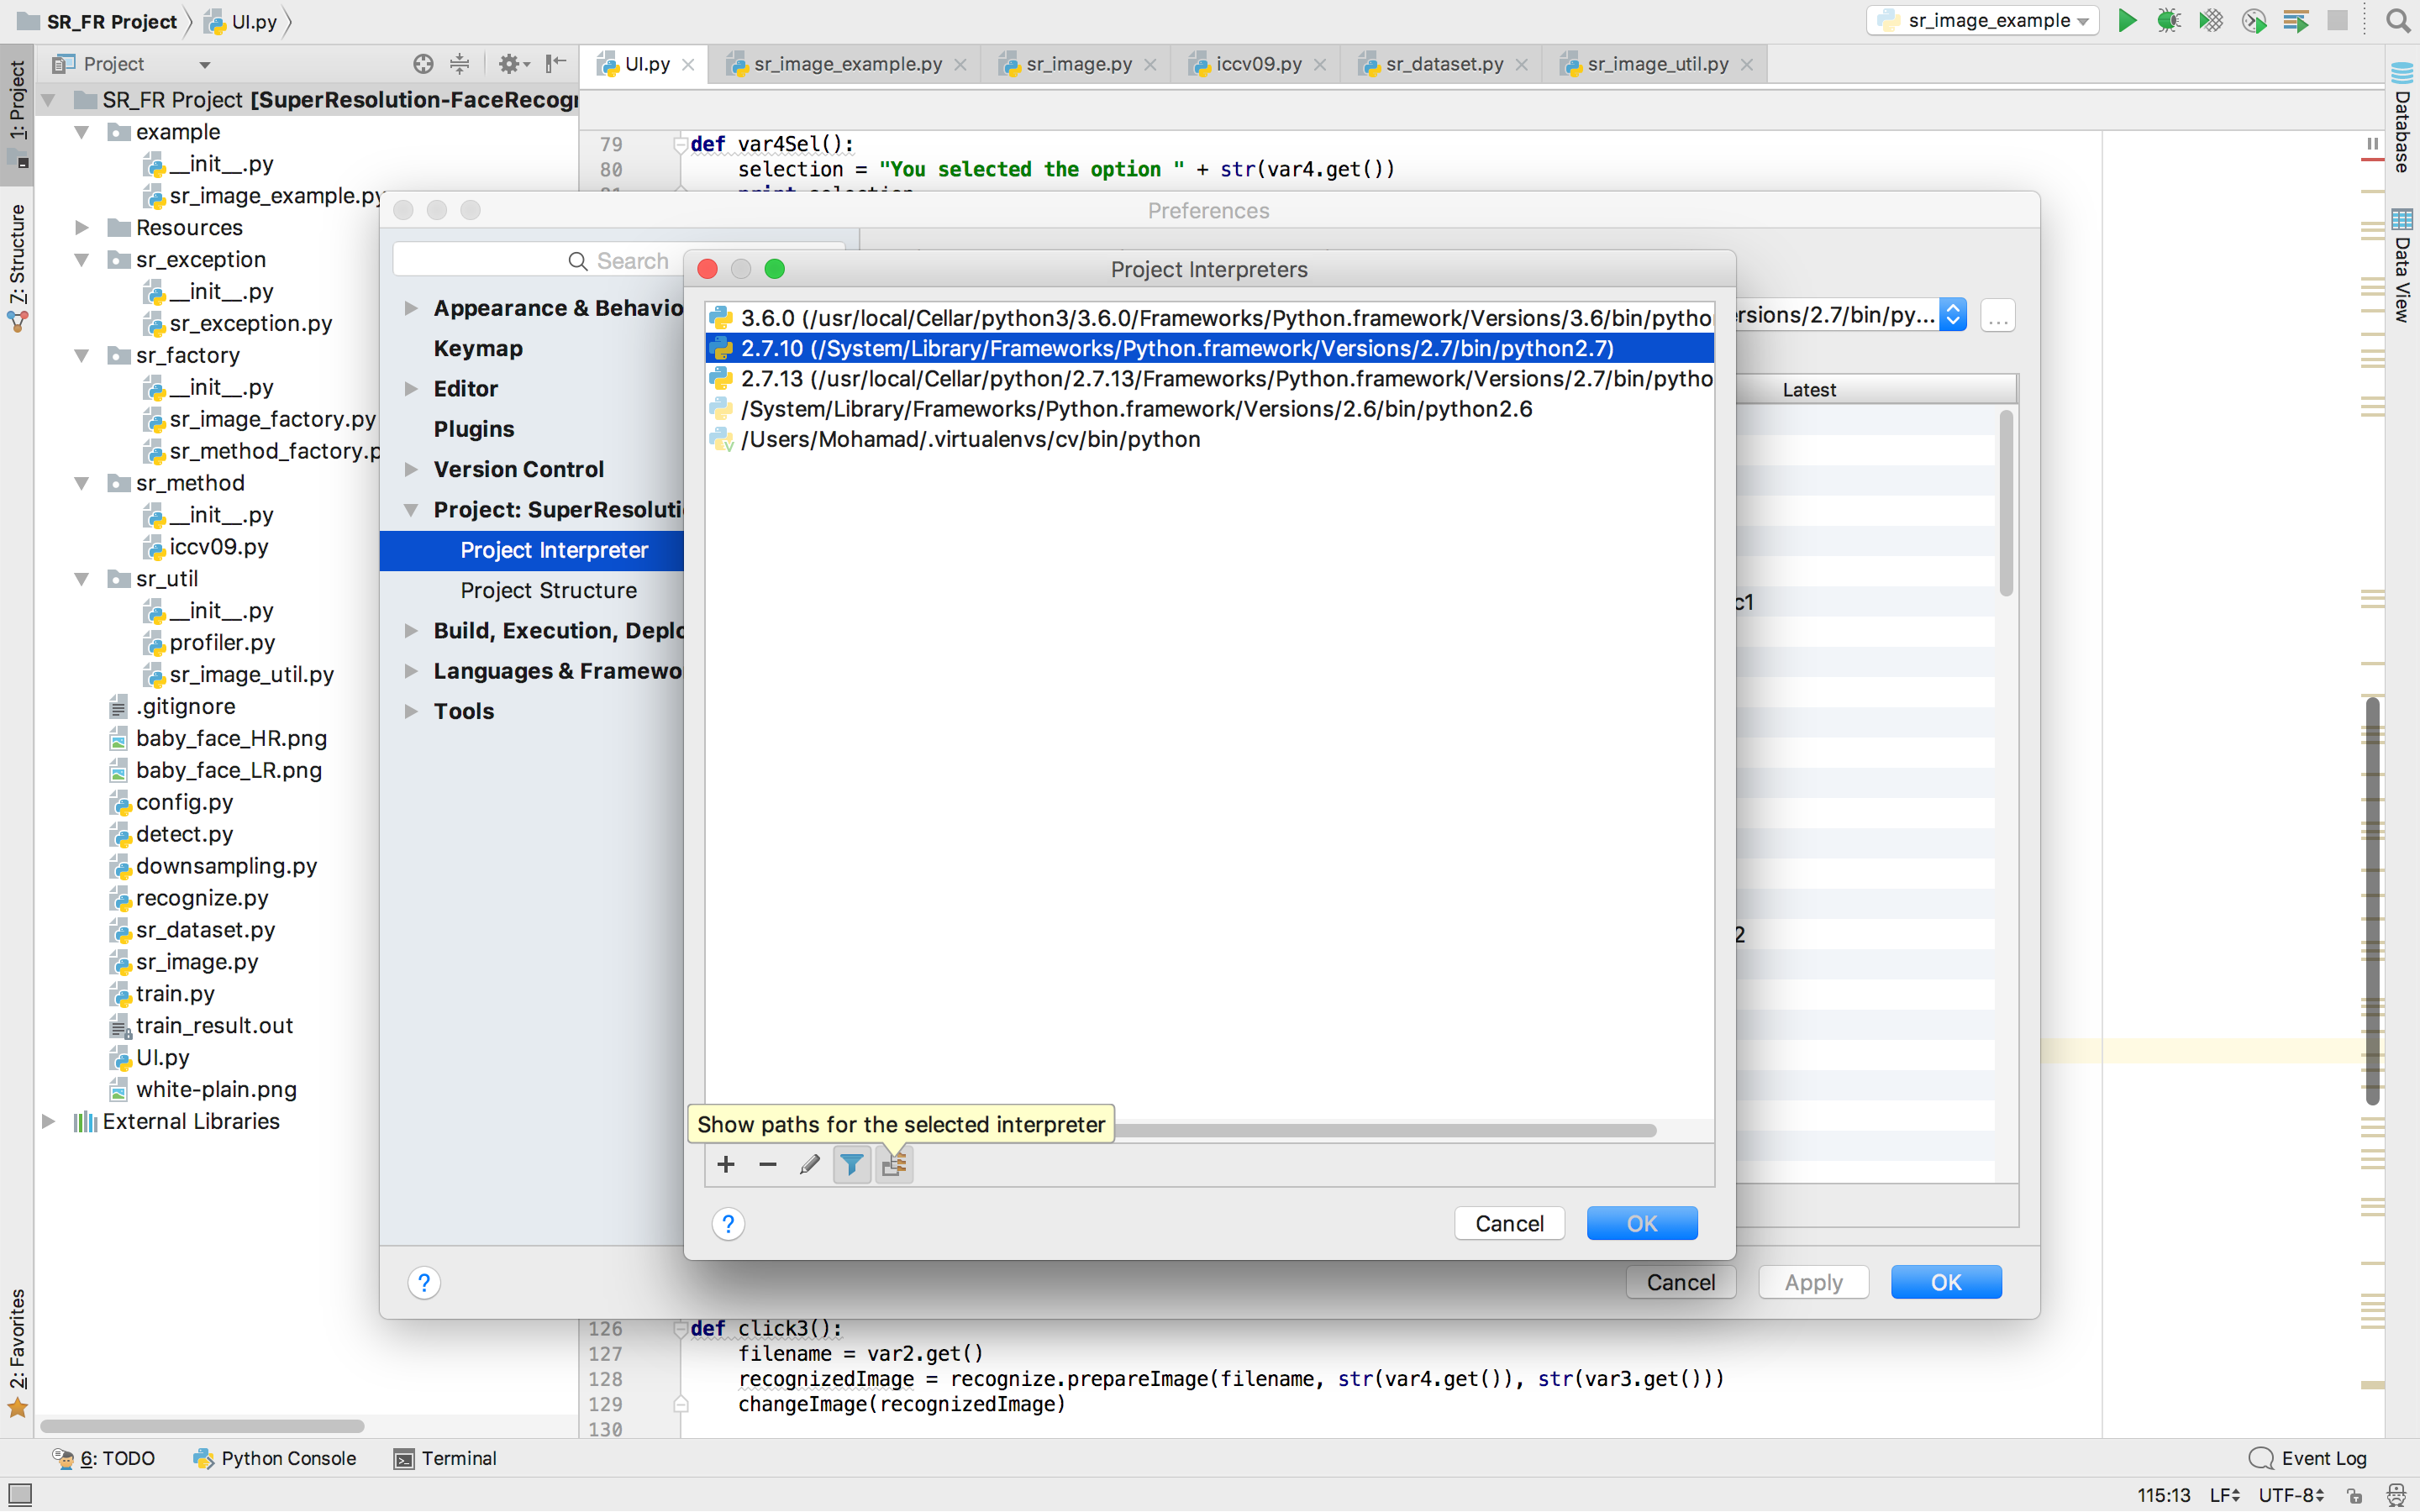 SR_FR Project
UI.py
sr_image_example
1: Project
7: Structure
2: Favorites
Project
SR_FR Project [SuperResolution-FaceRecogn
example
__init__.py
sr_image_example.py
Resources
sr_exception
__init__.py
sr_exception.py
sr_factory
__init__.py
sr_image_factory.py
sr_method_factory.p
sr_method
__init__.py
iccv09.py
sr_util
__init__.py
profiler.py
sr_image_util.py
.gitignore
baby_face_HR.png
baby_face_LR.png
config.py
detect.py
downsampling.py
recognize.py
sr_dataset.py
sr_image.py
train.py
train_result.out
UI.py
white-plain.png
External Libraries
UI.py
sr_image_example.py
sr_image.py
iccv09.py
sr_dataset.py
sr_image_util.py
79 def var4Sel():
80 selection = "You selected the option " + str(var4.get())
81 print selection
Preferences
Search
Appearance & Behavio
Keymap
Editor
Plugins
Version Control
Project: SuperResoluti
Project Interpreter
Project Structure
Build, Execution, Deplo
Languages & Framewo
Tools
Project Interpreters
3.6.0 (/usr/local/Cellar/python3/3.6.0/Frameworks/Python.framework/Versions/3.6/bin/pytho
2.7.10 (/System/Library/Frameworks/Python.framework/Versions/2.7/bin/python2.7)
2.7.13 (/usr/local/Cellar/python/2.7.13/Frameworks/Python.framework/Versions/2.7/bin/pytho
/System/Library/Frameworks/Python.framework/Versions/2.6/bin/python2.6
/Users/Mohamad/.virtualenvs/cv/bin/python
Show paths for the selected interpreter
?
Cancel
OK
rsions/2.7/bin/py...
...
Latest
c1
2
?
Cancel
Apply
OK
126 def click3():
127 filename = var2.get()
128 recognizedImage = recognize.prepareImage(filename, str(var4.get()), str(var3.get()))
129 changeImage(recognizedImage)
130
Database
Data View
6: TODO
Python Console
Terminal
Event Log
115:13
LF
UTF-8